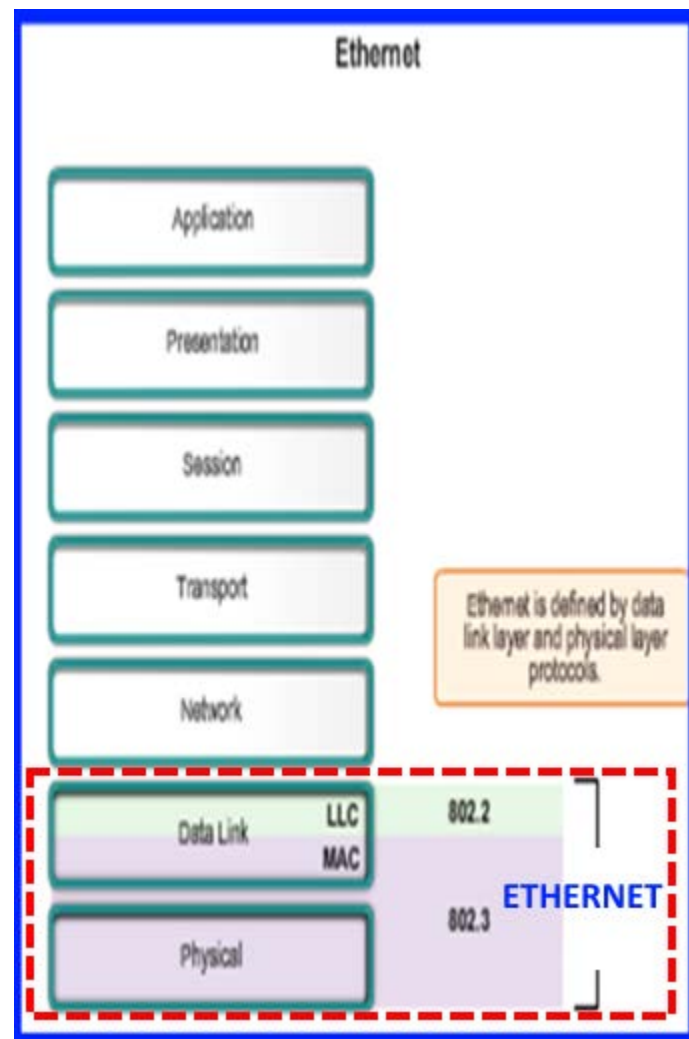 Ethernet
Application
Presentation
Session
Transport
Ethernet is defined by data
link layer and physical layer
protocols.
Network
Data Link
LLC
MAC
802.2
802.3
ETHERNET
Physical